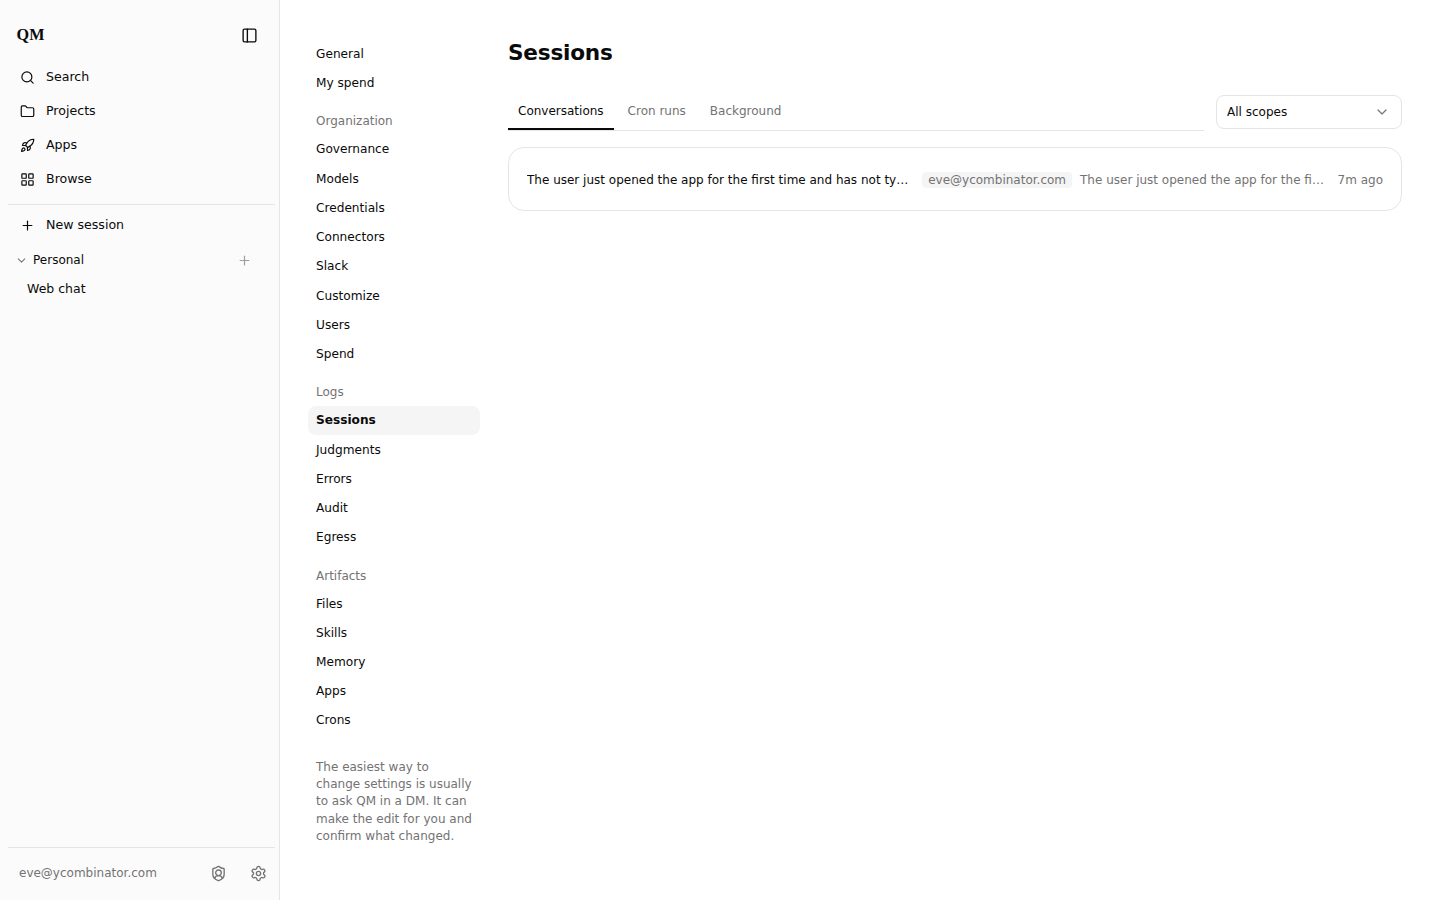 QM
Search
Projects
Apps
Browse
New session
Personal
Web chat
eve@ycombinator.com
General
My spend
Organization
Governance
Models
Credentials
Connectors
Slack
Customize
Users
Spend
Logs
Sessions
Judgments
Errors
Audit
Egress
Artifacts
Files
Skills
Memory
Apps
Crons
The easiest way to
change settings is usually
to ask QM in a DM. It can
make the edit for you and
confirm what changed.
Sessions
Conversations Cron runs Background All scopes
The user just opened the app for the first time and has not ty… eve@ycombinator.com The user just opened the app for the fi… 7m ago